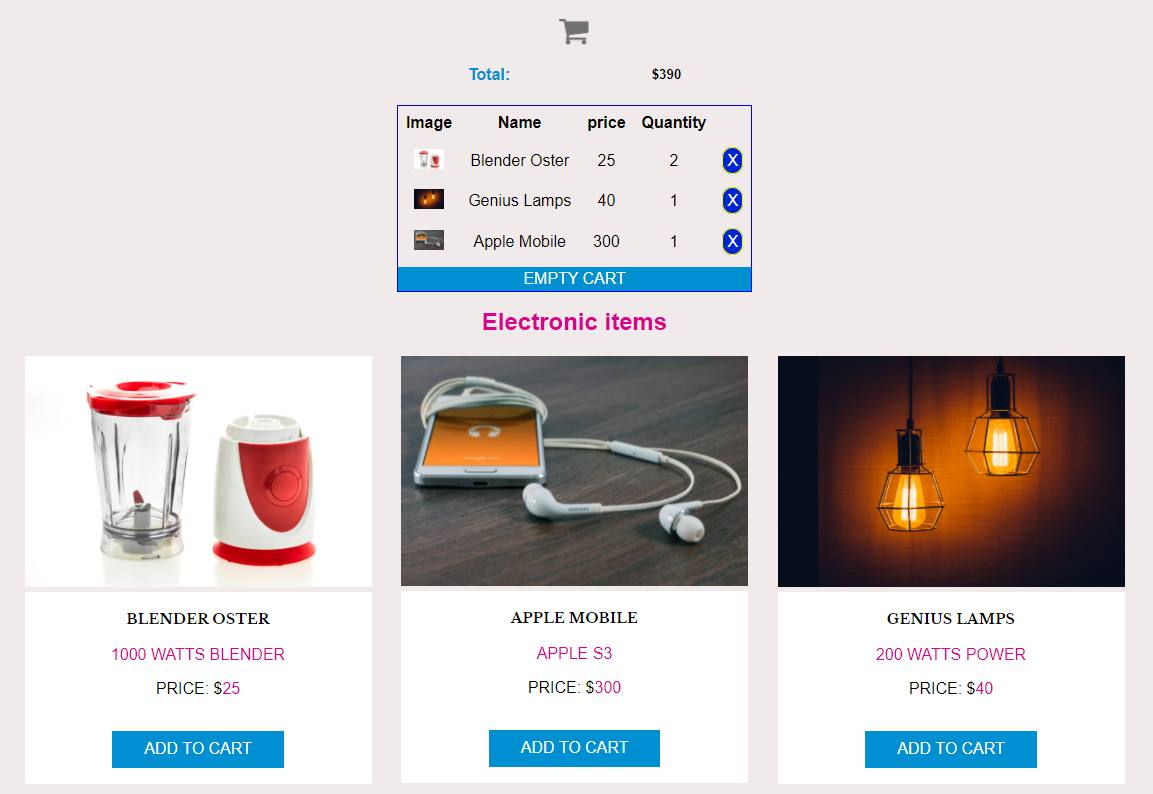 Total: $390
Image Name price Quantity
Blender Oster 25 2 X
Genius Lamps 40 1 X
Apple Mobile 300 1 X
EMPTY CART
Electronic items
SAMSUNG
BLENDER OSTER
1000 WATTS BLENDER
PRICE: $25
ADD TO CART
APPLE MOBILE
APPLE S3
PRICE: $300
ADD TO CART
GENIUS LAMPS
200 WATTS POWER
PRICE: $40
ADD TO CART